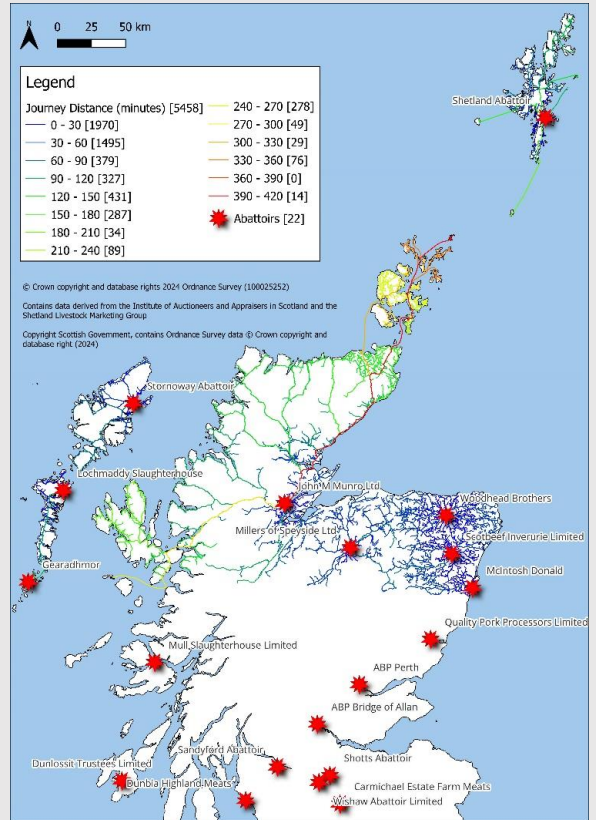 N
0 25 50 km
Legend
Journey Distance (minutes) [5458]
0 - 30 [1970]
30 - 60 [1495]
60 - 90 [379]
90 - 120 [327]
120 - 150 [431]
150 - 180 [287]
180 - 210 [34]
210 - 240 [89]
240 - 270 [278]
270 - 300 [49]
300 - 330 [29]
330 - 360 [76]
360 - 390 [0]
390 - 420 [14]
Abattoirs [22]
© Crown copyright and database rights 2024 Ordnance Survey (100025252)
Contains data derived from the Institute of Auctioneers and Appraisers in Scotland and the
Shetland Livestock Marketing Group
Copyright Scottish Government, contains Ordnance Survey data © Crown copyright and
database right (2024)
Shetland Abattoir
Stornoway Abattoir
Lochmaddy Slaughterhouse
John M Munro Ltd.
Woodhead Brothers
Millers of Speyside Ltd.
Scotbeef Inverurie Limited
Gearadhmor
McIntosh Donald
Quality Pork Processors Limited
Mull Slaughterhouse Limited
ABP Perth
ABP Bridge of Allan
Sandyford Abattoir
Shotts Abattoir
Dunlossit Trustees Limited
Dunbia Highland Meats
Carmichael Estate Farm Meats
Wishaw Abattoir Limited